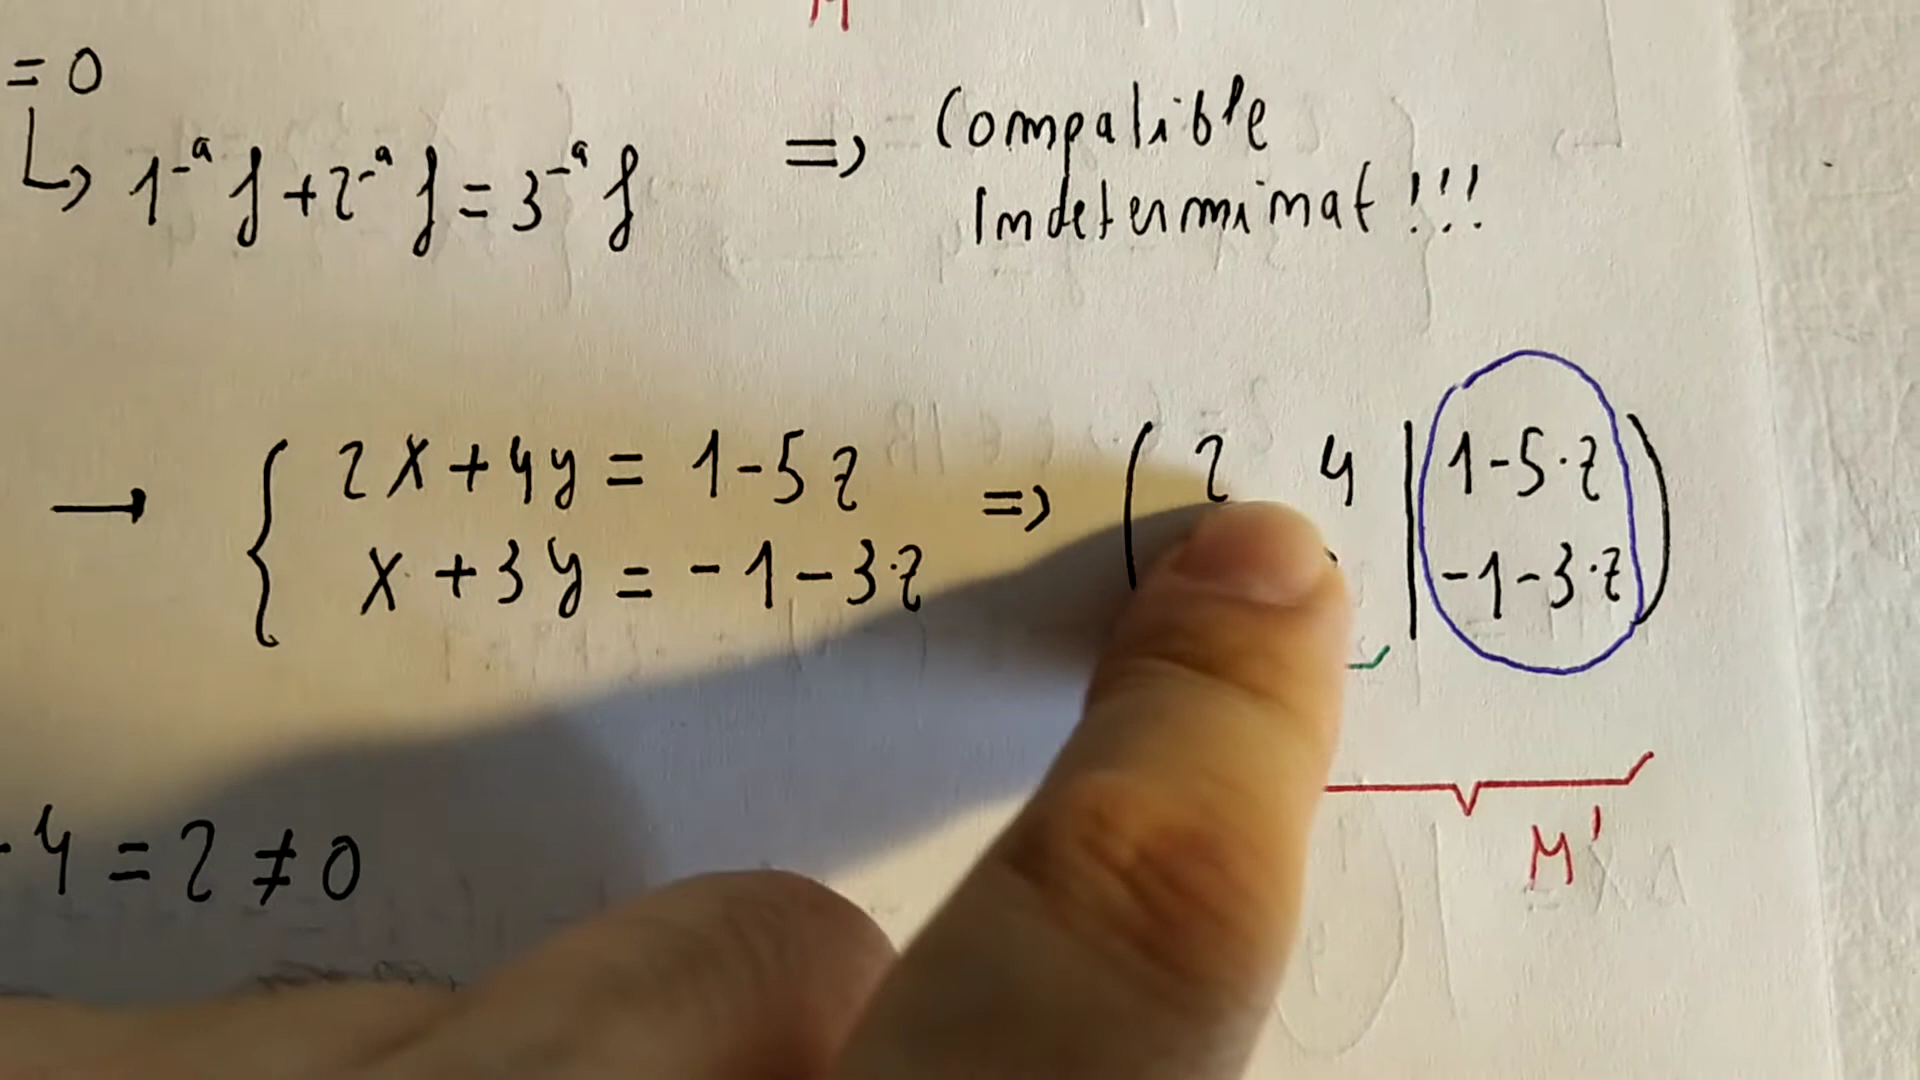 M
= 0
↳ 1ª f + 2ª f = 3ª f => Compatible
Indeterminat!!!
→ { 2x + 4y = 1 - 5z => ( 2 4 | 1 - 5·z )
x + 3y = - 1 - 3·z -1 - 3·z
M'
· 4 = 2 ≠ 0